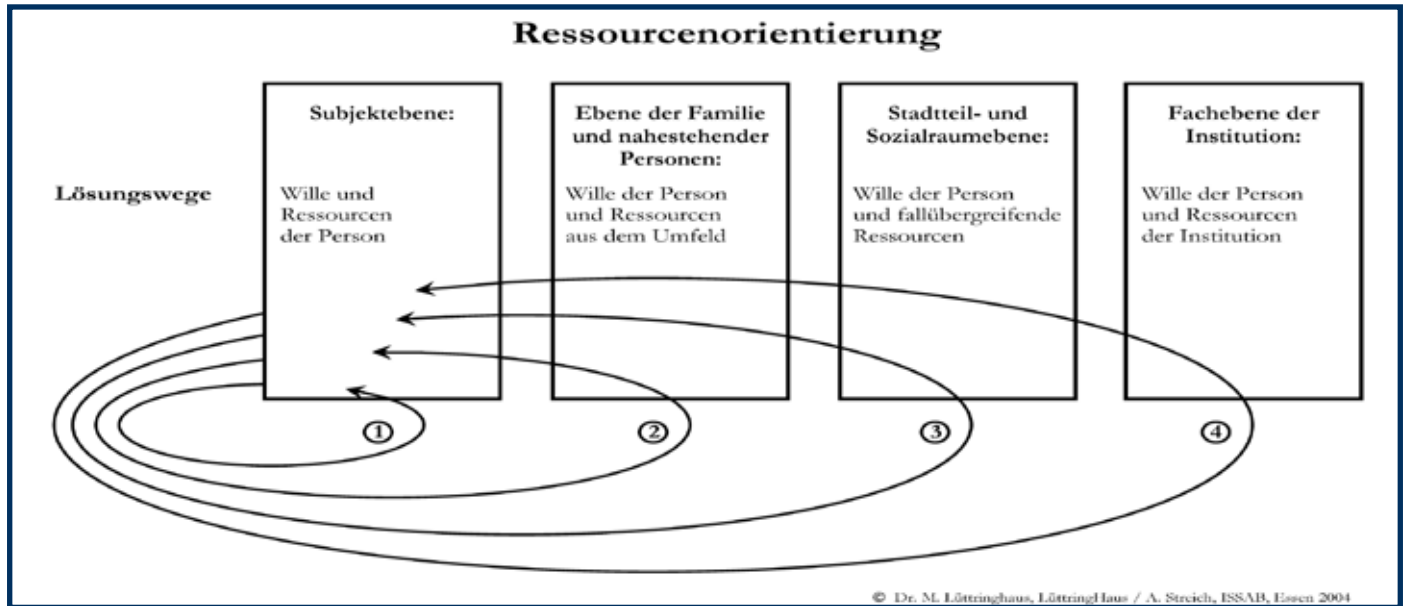 Ressourcenorientierung
Subjektebene:
Wille und
Ressourcen
der Person
Ebene der Familie
und nahestehender
Personen:
Wille der Person
und Ressourcen
aus dem Umfeld
Stadtteil- und
Sozialraumebene:
Wille der Person
und fallübergreifende
Ressourcen
Fachebene der
Institution:
Wille der Person
und Ressourcen
der Institution
Lösungswege
1
2
3
4
© Dr. M. Lüttringhaus, LüttringHaus / A. Streich, ISSAB, Essen 2004